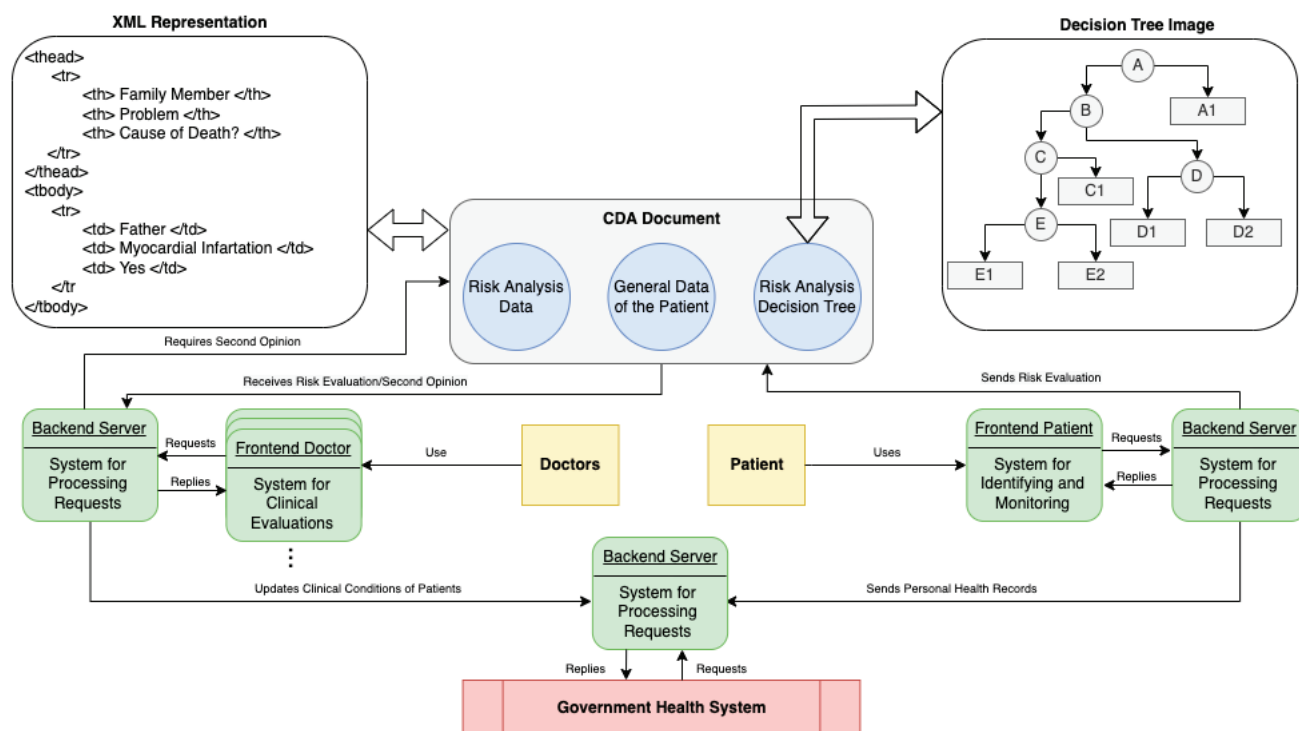 XML Representation
Decision Tree Image
<thead>
<tr>
<th> Family Member </th>
<th> Problem </th>
<th> Cause of Death? </th>
</tr>
</thead>
<tbody>
<tr>
<td> Father </td>
<td> Myocardial Infartation </td>
<td> Yes </td>
</tr
</tbody>
A
B
A1
C
D
C1
E
D1
D2
E1
E2
CDA Document
Risk Analysis
Data
General Data
of the Patient
Risk Analysis
Decision Tree
Requires Second Opinion
Receives Risk Evaluation/Second Opinion
Sends Risk Evaluation
Backend Server
System for
Processing
Requests
Requests
Replies
Frontend Doctor
System for
Clinical
Evaluations
Use
Doctors
Patient
Uses
Frontend Patient
System for
Identifying and
Monitoring
Requests
Replies
Backend Server
System for
Processing
Requests
Updates Clinical Conditions of Patients
Backend Server
System for
Processing
Requests
Sends Personal Health Records
Replies
Requests
Government Health System